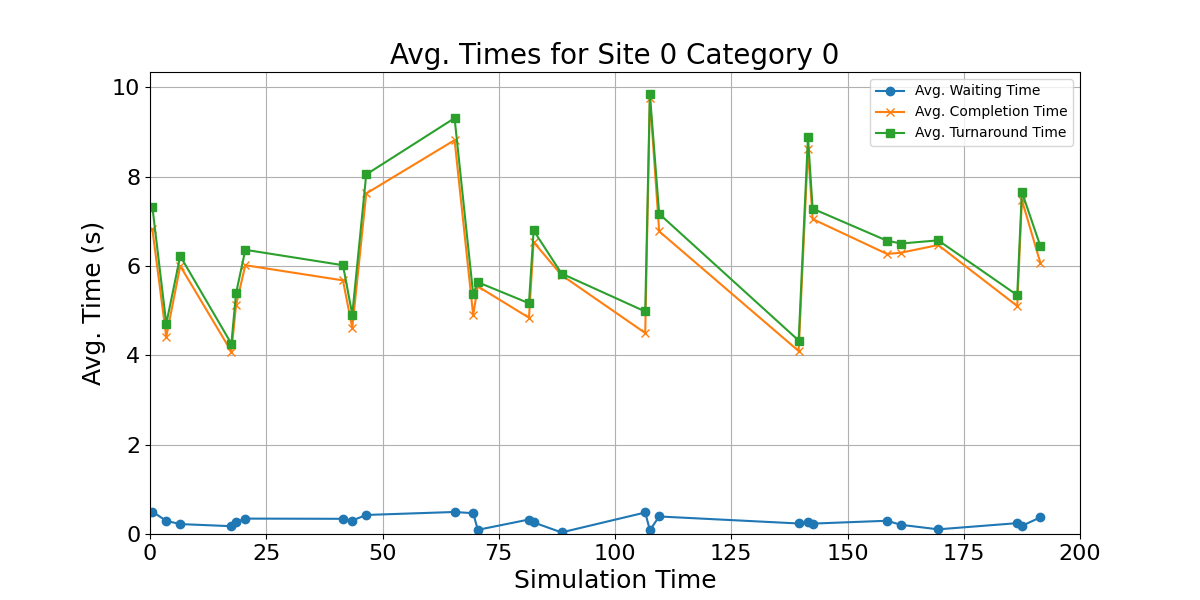 Avg. Times for Site 0 Category 0
Avg. Waiting Time
Avg. Completion Time
Avg. Turnaround Time
Avg. Time (s)
10
8
6
4
2
0
0 25 50 75 100 125 150 175 200
Simulation Time